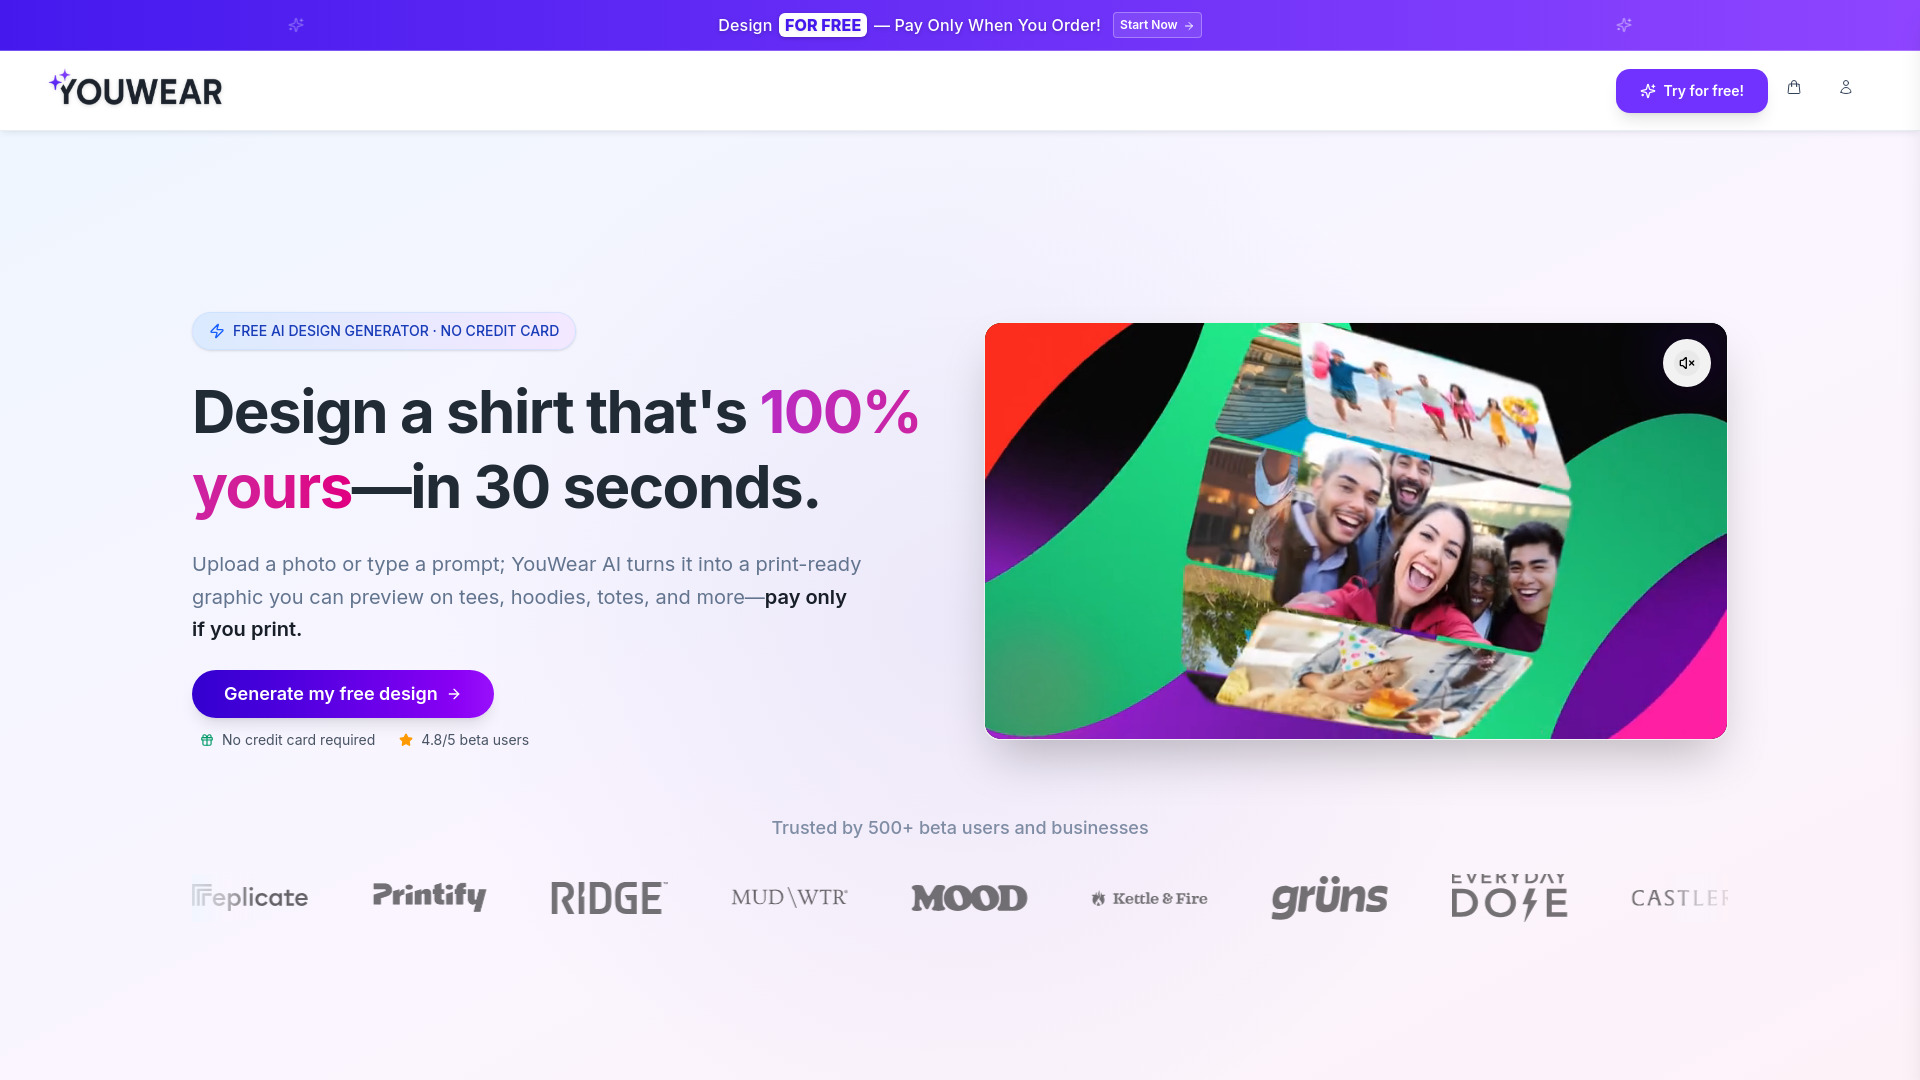 Design FOR FREE — Pay Only When You Order! Start Now
YOUWEAR
Try for free!
FREE AI DESIGN GENERATOR · NO CREDIT CARD
Design a shirt that's 100%
yours—in 30 seconds.
Upload a photo or type a prompt; YouWear AI turns it into a print-ready
graphic you can preview on tees, hoodies, totes, and more—pay only
if you print.
Generate my free design
No credit card required
4.8/5 beta users
Trusted by 500+ beta users and businesses
replicate
Printify
RIDGE
MUD\WTR
MOOD
Kettle & Fire
grüns
EVERYDAY
DOSE
CASTLER